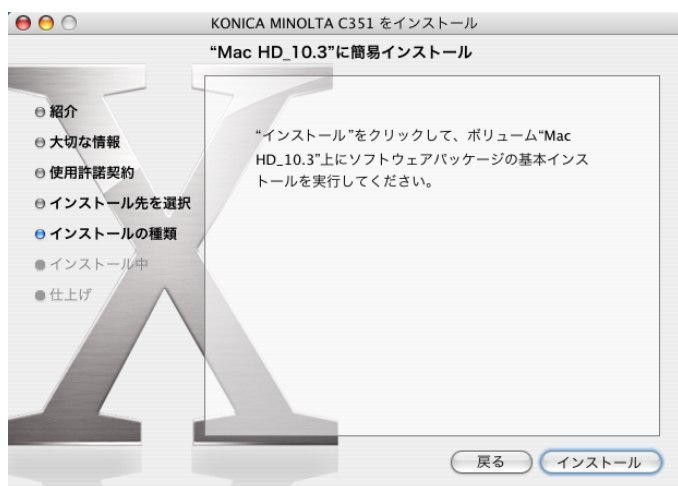 KONICA MINOLTA C351 をインストール
“Mac HD_10.3”に簡易インストール
紹介
大切な情報
使用許諾契約
インストール先を選択
インストールの種類
インストール中
仕上げ
“インストール”をクリックして、ボリューム“Mac
HD_10.3”上にソフトウェアパッケージの基本インス
トールを実行してください。
戻る
インストール